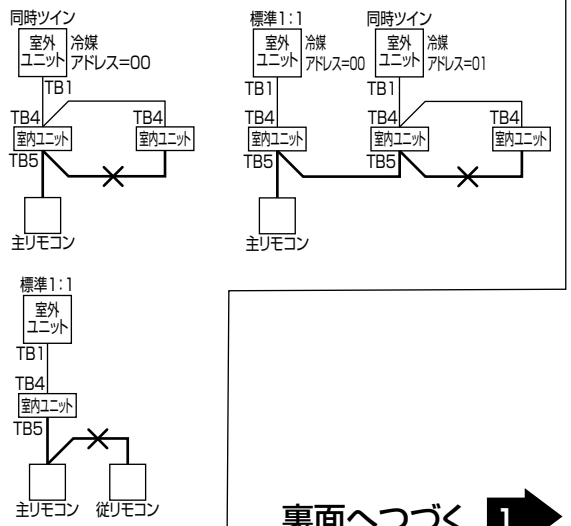 同時ツイン
室外
ユニット
冷媒
アドレス=00
TB1
TB4
TB4
室内ユニット
室内ユニット
TB5
主リモコン
標準1:1
同時ツイン
室外
ユニット
冷媒
アドレス=00
室外
ユニット
冷媒
アドレス=01
TB1
TB1
TB4
TB4
TB4
室内ユニット
室内ユニット
室内ユニット
TB5
TB5
主リモコン
標準1:1
室外
ユニット
TB1
TB4
室内ユニット
TB5
主リモコン
従リモコン
裏面へつづく 1